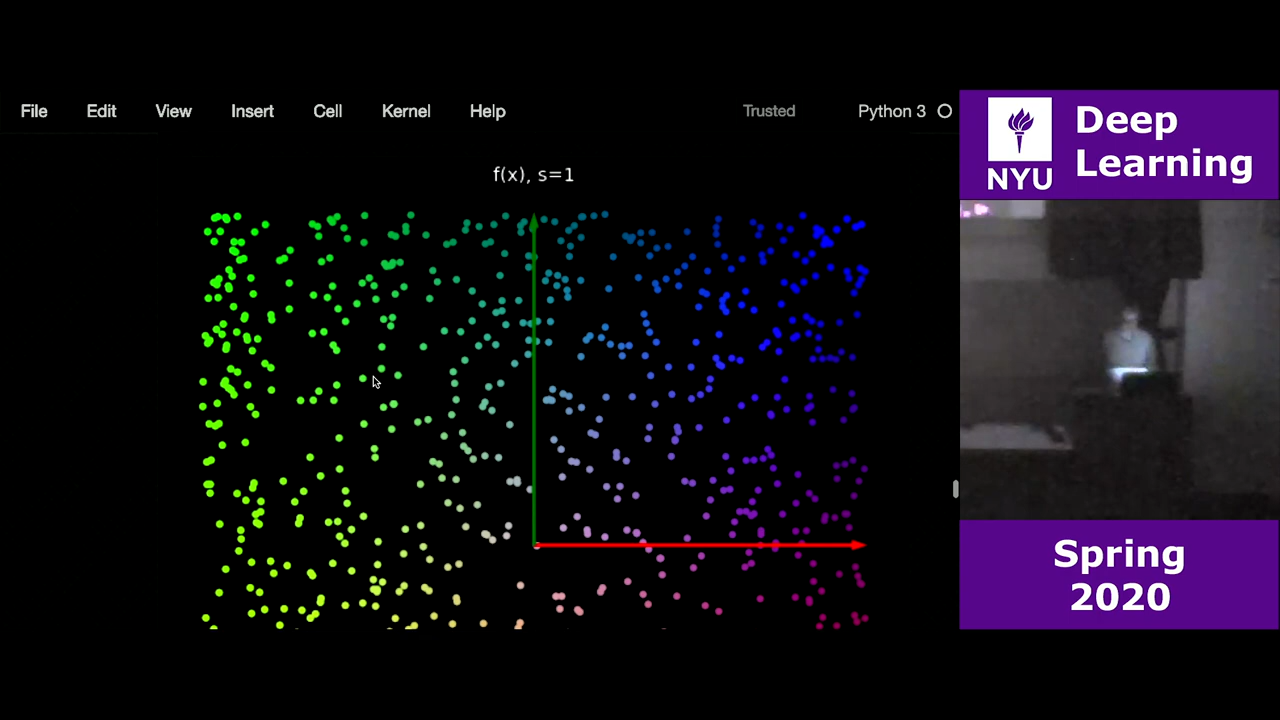 File Edit View Insert Cell Kernel Help Trusted Python 3
f(x), s=1
NYU
Deep
Learning
Spring
2020